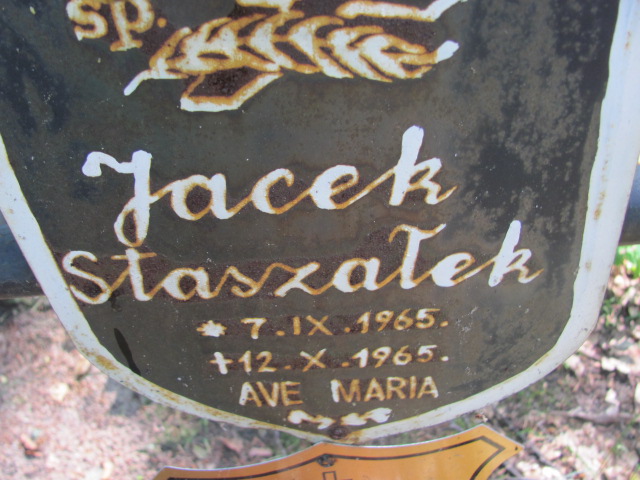 sp.
Jacek
Staszałek
* 7.IX.1965.
+ 12.X.1965.
AVE MARIA